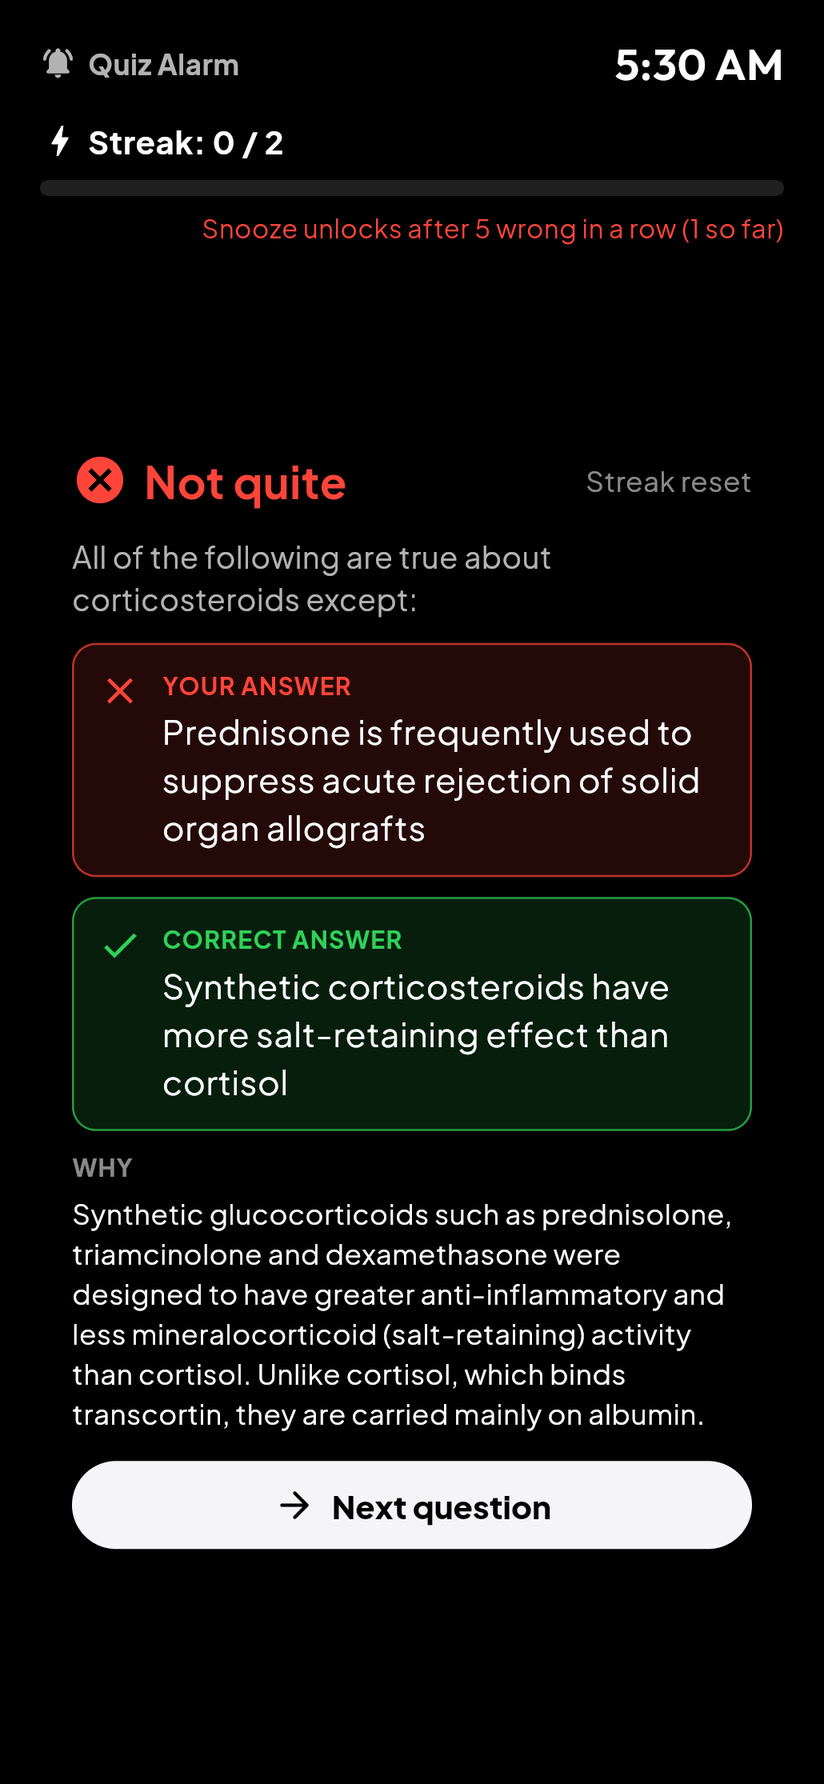 Quiz Alarm
5:30 AM
Streak: 0 / 2
Snooze unlocks after 5 wrong in a row (1 so far)
Not quite
Streak reset
All of the following are true about
corticosteroids except:
YOUR ANSWER
Prednisone is frequently used to
suppress acute rejection of solid
organ allografts
CORRECT ANSWER
Synthetic corticosteroids have
more salt-retaining effect than
cortisol
WHY
Synthetic glucocorticoids such as prednisolone,
triamcinolone and dexamethasone were
designed to have greater anti-inflammatory and
less mineralocorticoid (salt-retaining) activity
than cortisol. Unlike cortisol, which binds
transcortin, they are carried mainly on albumin.
Next question